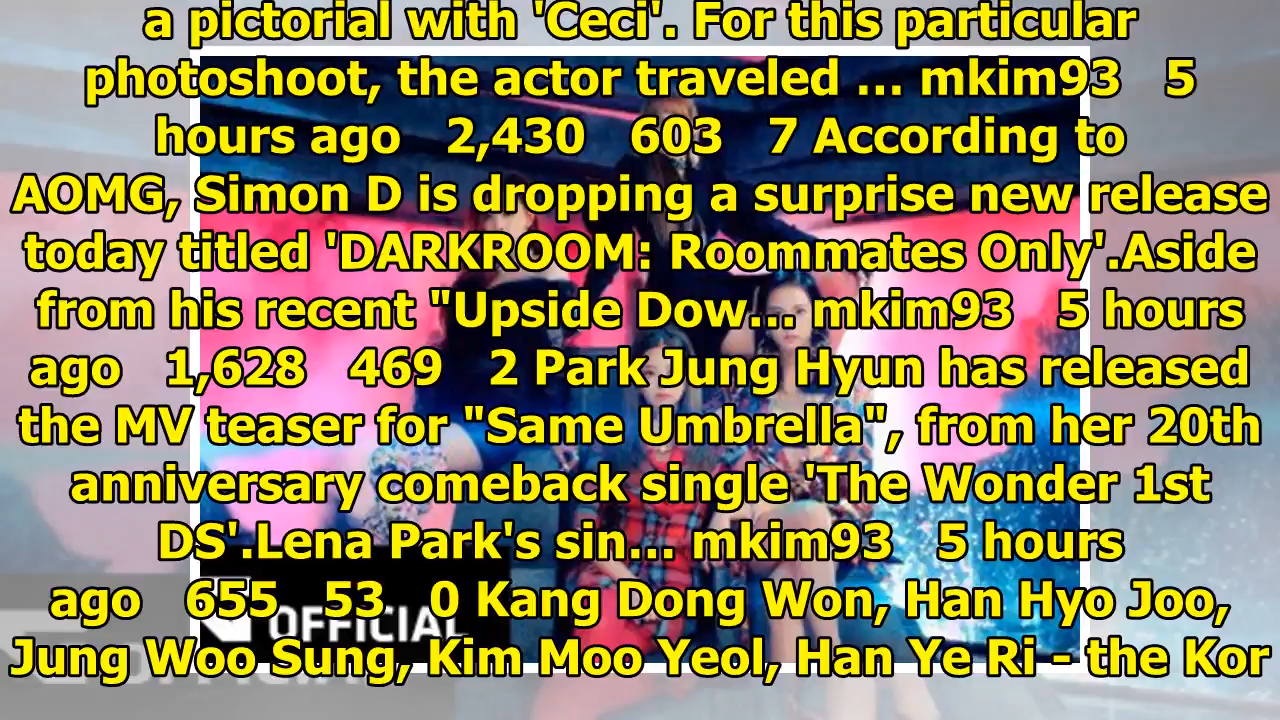 a pictorial with 'Ceci'. For this particular
photoshoot, the actor traveled ... mkim93 5
hours ago 2,430 603 7 According to
AOMG, Simon D is dropping a surprise new release
today titled 'DARKROOM: Roommates Only'.Aside
from his recent "Upside Dow... mkim93 5 hours
ago 1,628 469 2 Park Jung Hyun has released
the MV teaser for "Same Umbrella", from her 20th
anniversary comeback single 'The Wonder 1st
DS'.Lena Park's sin... mkim93 5 hours
ago 655 53 0 Kang Dong Won, Han Hyo Joo,
OFFICIAL
Jung Woo Sung, Kim Moo Yeol, Han Ye Ri - the Kor